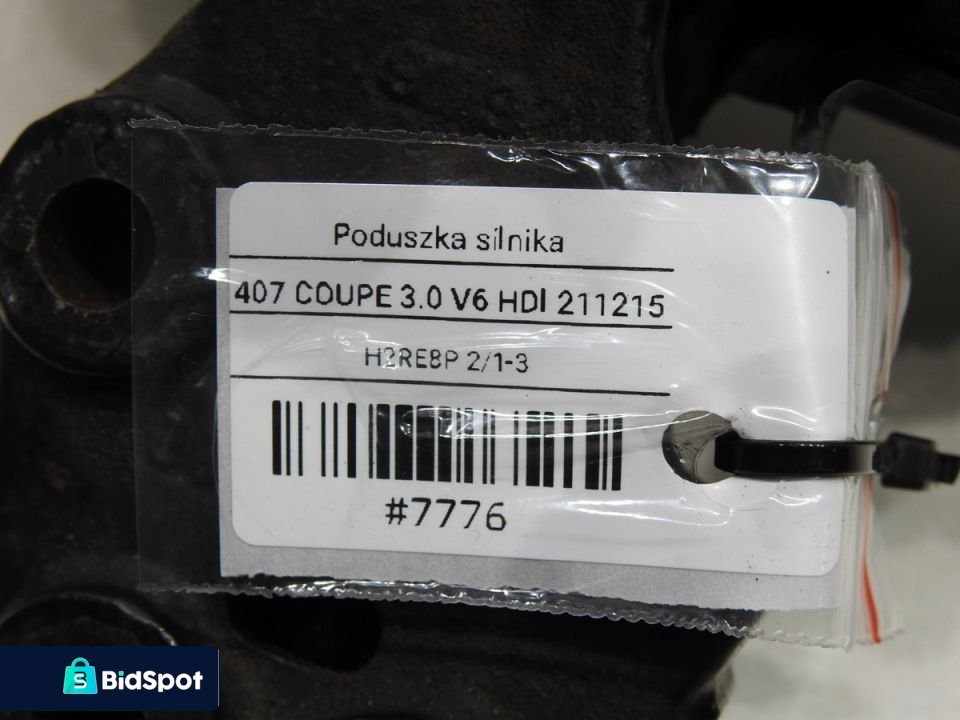 Poduszka silnika
407 COUPE 3.0 V6 HDI 211215
H2RE8P 2/1-3
#7776
BidSpot